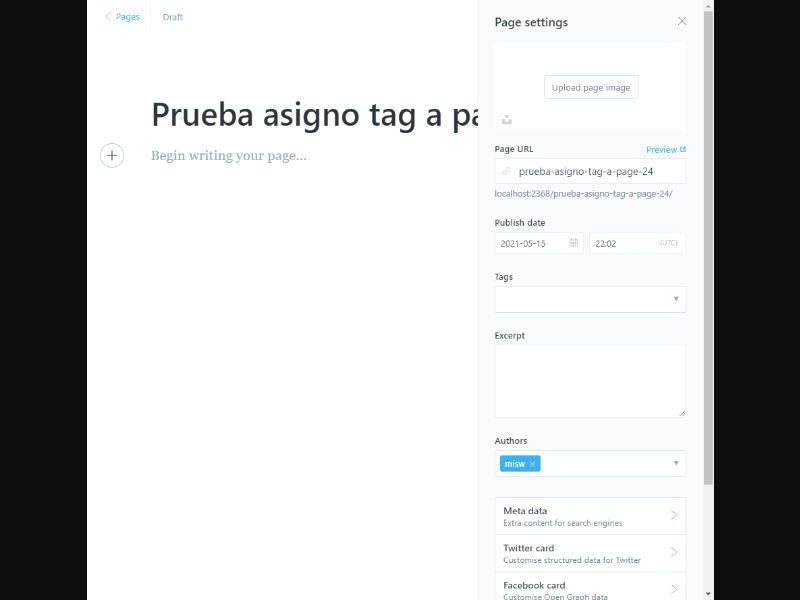 Pages
Draft
Prueba asigno tag a pa
Begin writing your page...
Page settings
Upload page image
Page URL
Preview
prueba-asigno-tag-a-page-24
localhost:2368/prueba-asigno-tag-a-page-24/
Publish date
2021-05-15
22:02
(UTC)
Tags
Excerpt
Authors
misw ×
Meta data
Extra content for search engines
Twitter card
Customise structured data for Twitter
Facebook card
Customise Open Graph data